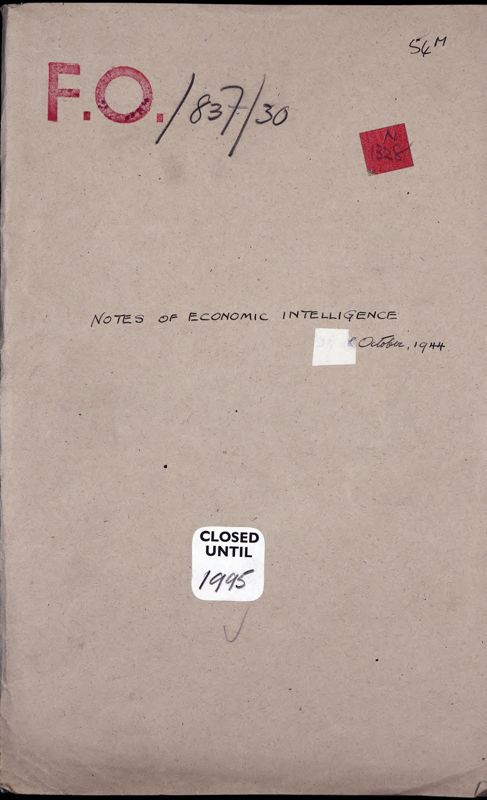 54M
F.O./837/30
N
1328
NOTES OF ECONOMIC INTELLIGENCE
October, 1944
CLOSED
UNTIL
1995